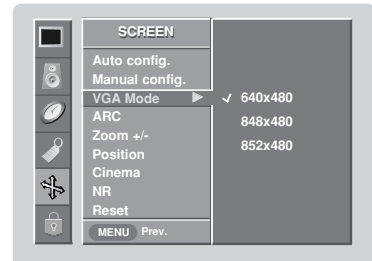 SCREEN
Auto config.
Manual config.
VGA Mode ▶ ✓ 640x480
848x480
852x480
ARC
Zoom +/-
Position
Cinema
NR
Reset
MENU Prev.